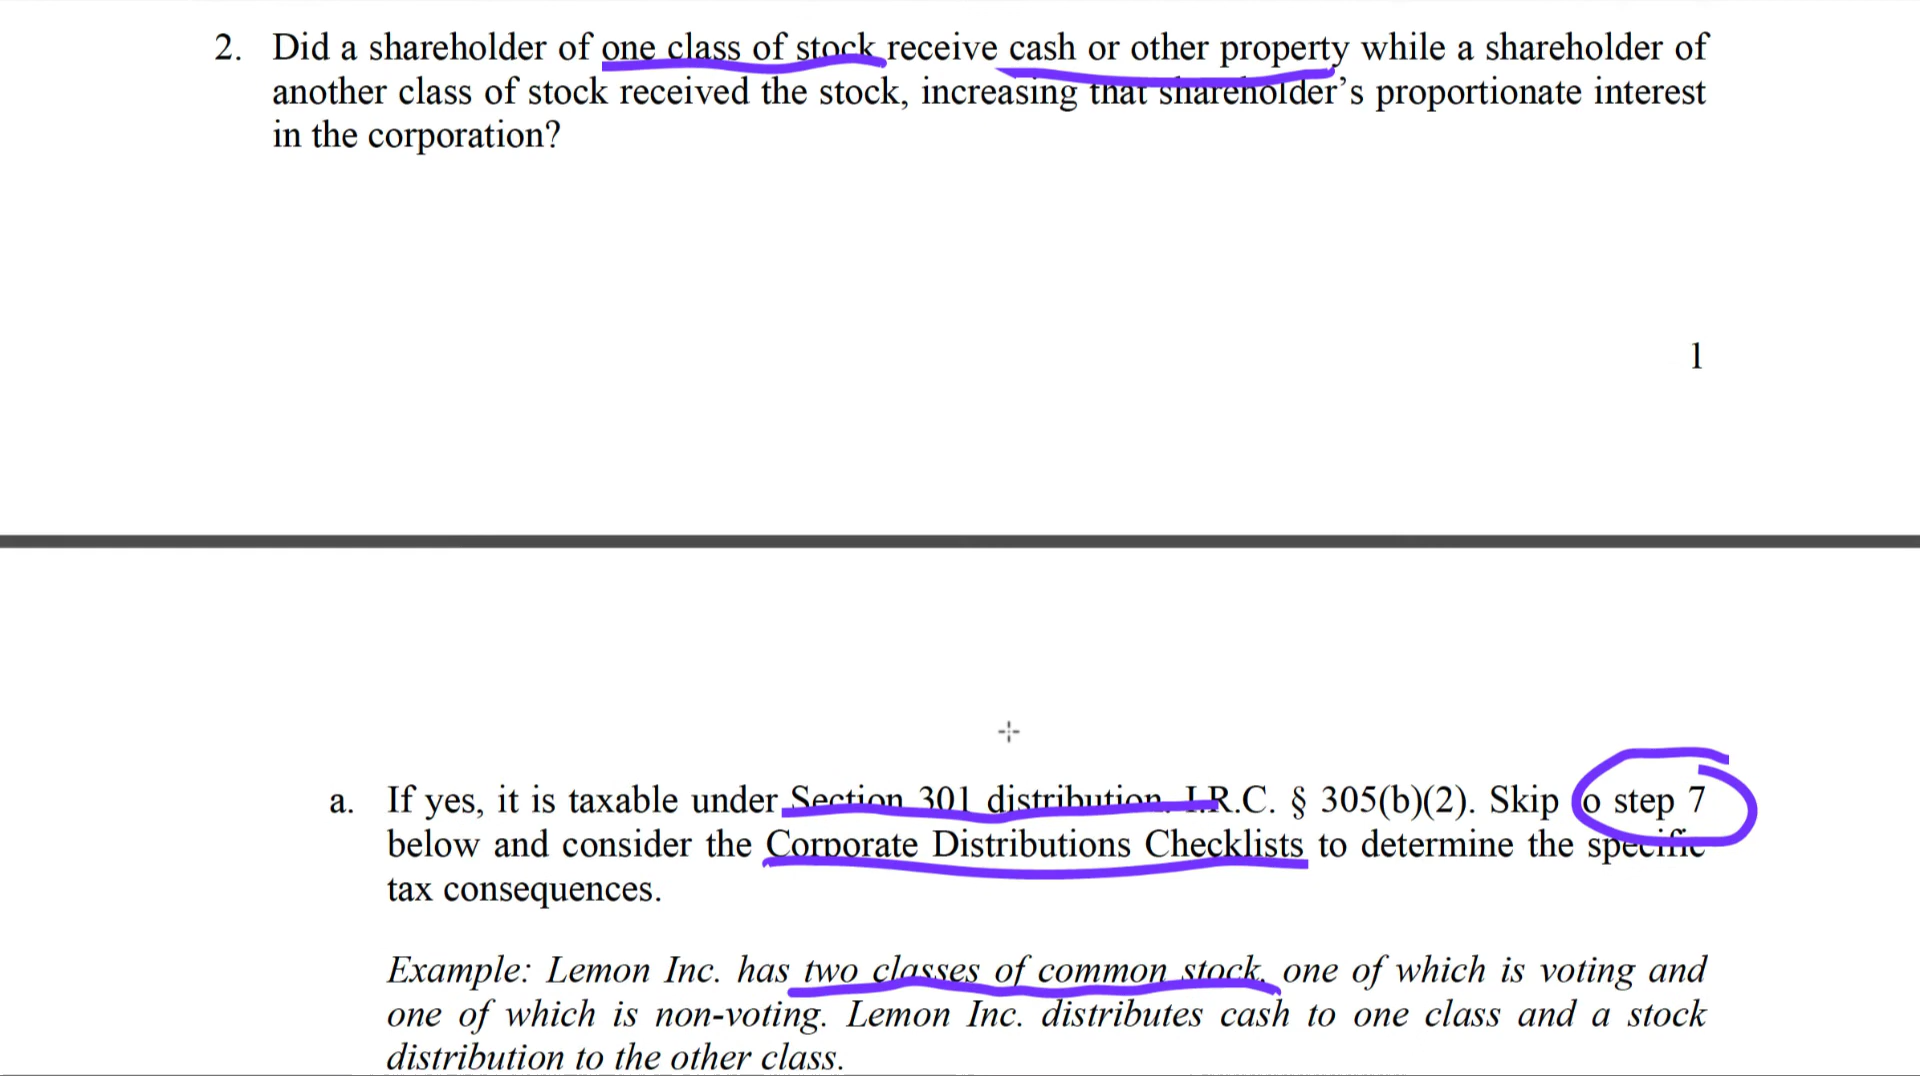 2. Did a shareholder of one class of stock receive cash or other property while a shareholder of
another class of stock received the stock, increasing that shareholder’s proportionate interest
in the corporation?
1
a. If yes, it is taxable under Section 301 distribution. I.R.C. § 305(b)(2). Skip o step 7
below and consider the Corporate Distributions Checklists to determine the specific
tax consequences.
Example: Lemon Inc. has two classes of common stock, one of which is voting and
one of which is non-voting. Lemon Inc. distributes cash to one class and a stock
distribution to the other class.